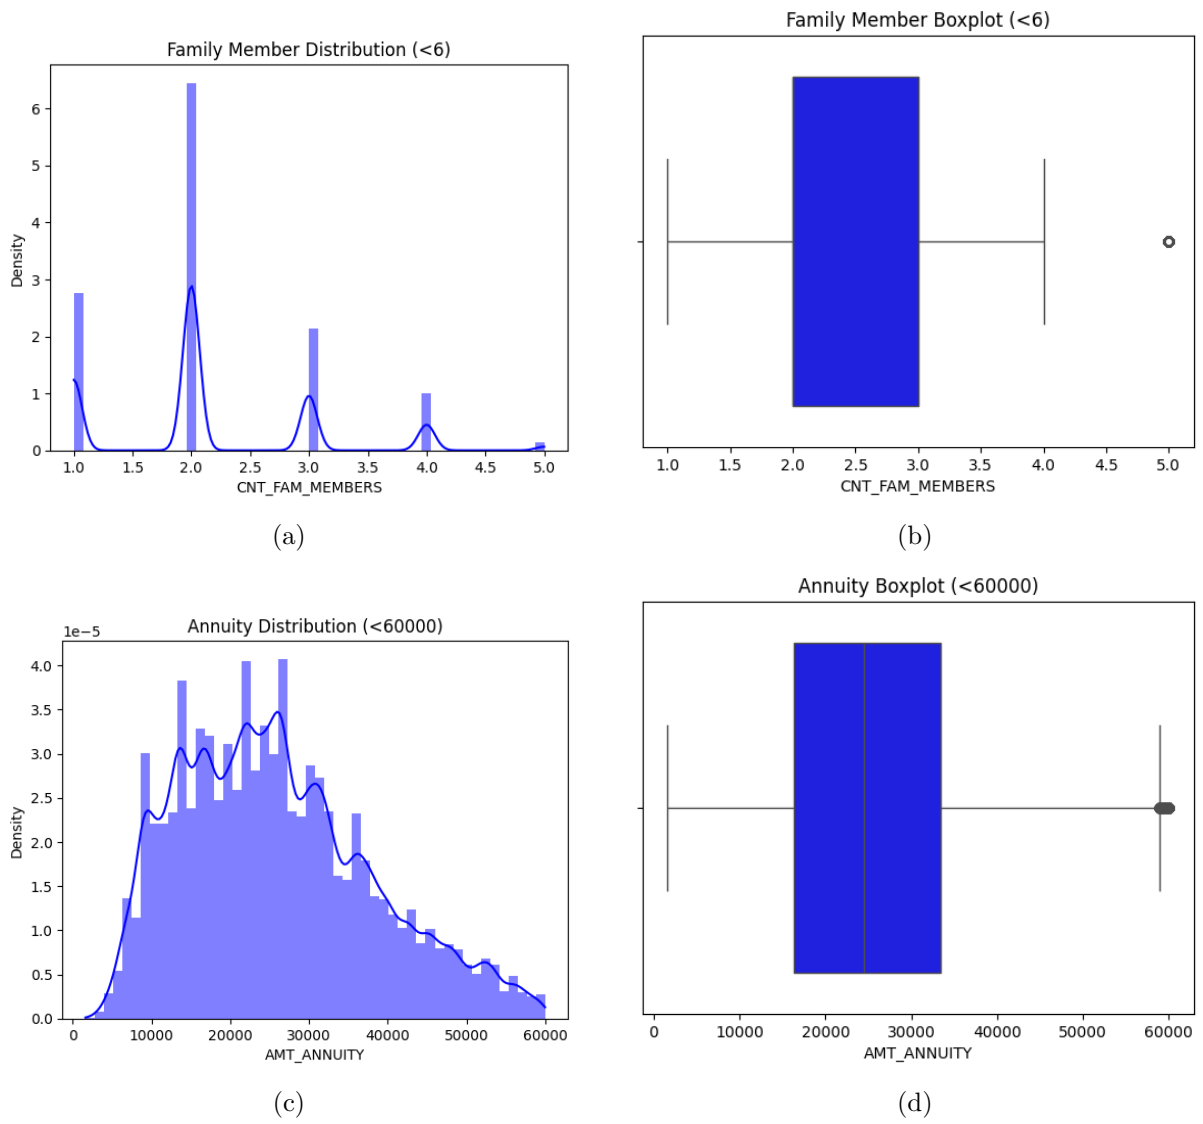 Family Member Distribution (<6)
Density
6
5
4
3
2
1
0
1.0 1.5 2.0 2.5 3.0 3.5 4.0 4.5 5.0
CNT_FAM_MEMBERS
(a)
Family Member Boxplot (<6)
1.0 1.5 2.0 2.5 3.0 3.5 4.0 4.5 5.0
CNT_FAM_MEMBERS
(b)
Annuity Distribution (<60000)
1e−5
Density
4.0
3.5
3.0
2.5
2.0
1.5
1.0
0.5
0.0
0 10000 20000 30000 40000 50000 60000
AMT_ANNUITY
(c)
Annuity Boxplot (<60000)
0 10000 20000 30000 40000 50000 60000
AMT_ANNUITY
(d)